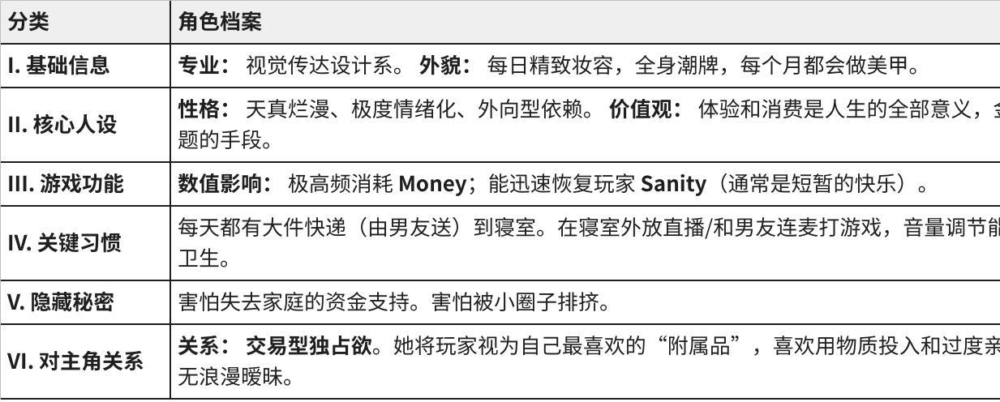 分类 角色档案
I. 基础信息 专业： 视觉传达设计系。 外貌： 每日精致妆容，全身潮牌，每个月都会做美甲。
II. 核心人设 性格： 天真烂漫、极度情绪化、外向型依赖。 价值观： 体验和消费是人生的全部意义，
题的手段。
III. 游戏功能 数值影响： 极高频消耗 Money；能迅速恢复玩家 Sanity（通常是短暂的快乐）。
IV. 关键习惯 每天都有大件快递（由男友送）到寝室。在寝室外放直播/和男友连麦打游戏，音量调节能
卫生。
V. 隐藏秘密 害怕失去家庭的资金支持。害怕被小圈子排挤。
VI. 对主角关系 关系： 交易型独占欲。她将玩家视为自己最喜欢的“附属品”，喜欢用物质投入和过度亲
无浪漫暧昧。